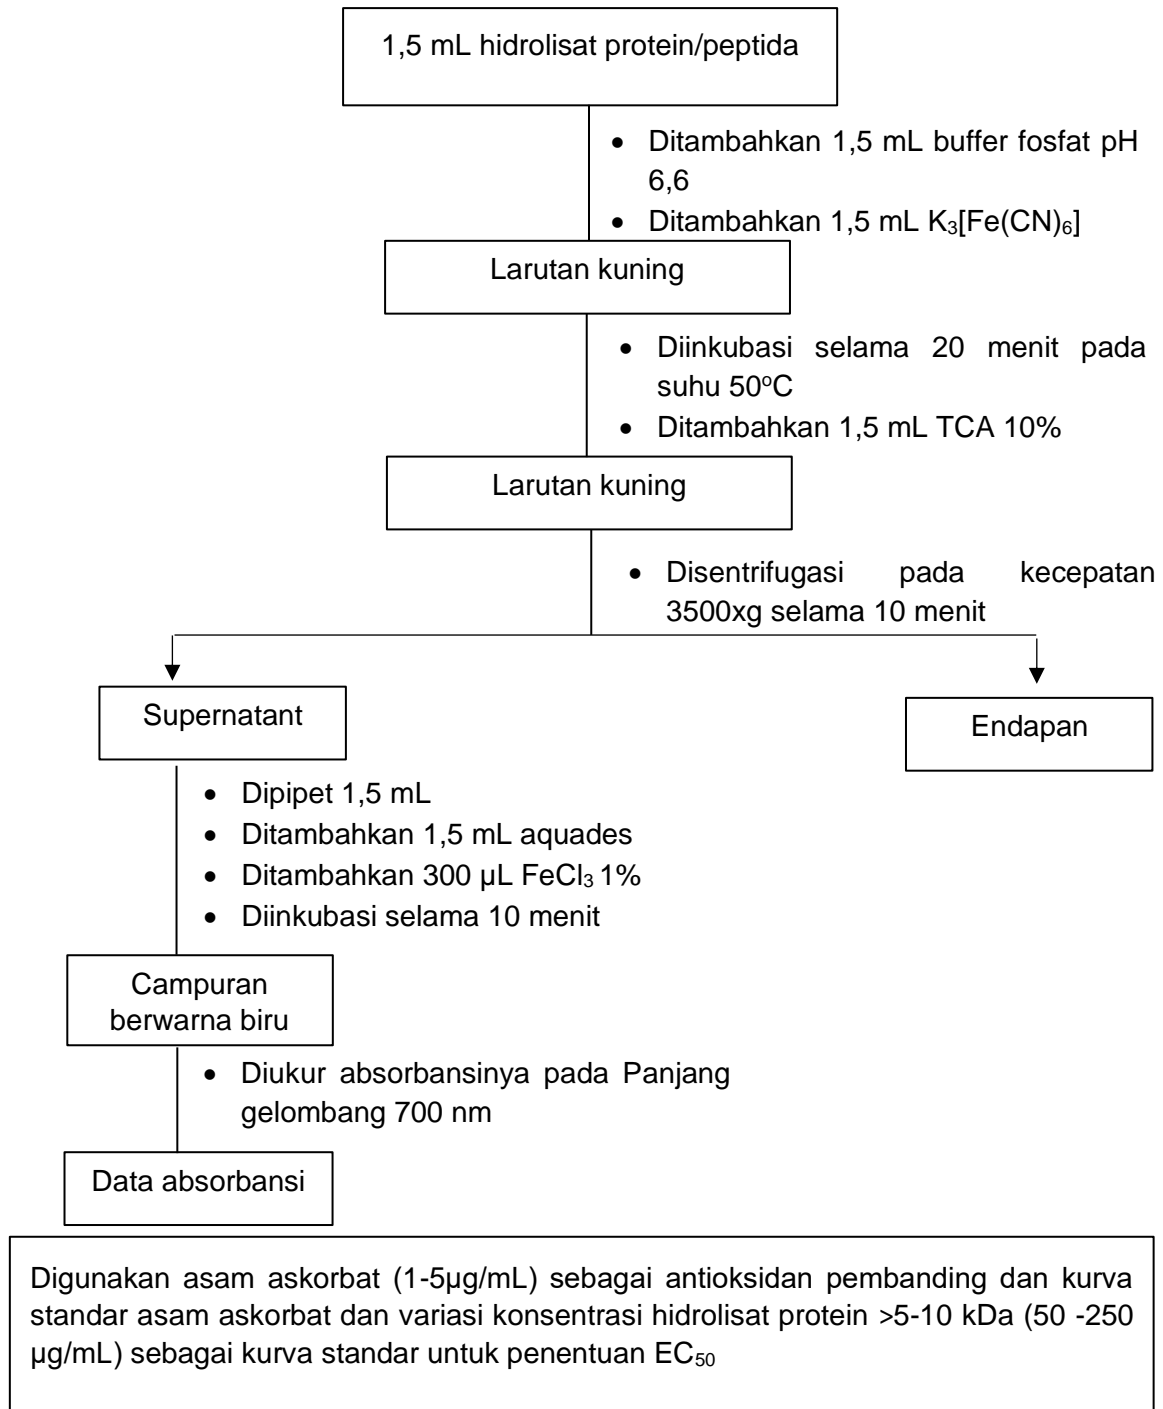 1,5 mL hidrolisat protein/peptida
• Ditambahkan 1,5 mL buffer fosfat pH
6,6
• Ditambahkan 1,5 mL K₃[Fe(CN)₆]
Larutan kuning
• Diinkubasi selama 20 menit pada
suhu 50ᵒC
• Ditambahkan 1,5 mL TCA 10%
Larutan kuning
• Disentrifugasi pada kecepatan
3500xg selama 10 menit
Supernatant
Endapan
• Dipipet 1,5 mL
• Ditambahkan 1,5 mL aquades
• Ditambahkan 300 µL FeCl₃ 1%
• Diinkubasi selama 10 menit
Campuran
berwarna biru
• Diukur absorbansinya pada Panjang
gelombang 700 nm
Data absorbansi
Digunakan asam askorbat (1-5µg/mL) sebagai antioksidan pembanding dan kurva
standar asam askorbat dan variasi konsentrasi hidrolisat protein >5-10 kDa (50 -250
µg/mL) sebagai kurva standar untuk penentuan EC₅₀